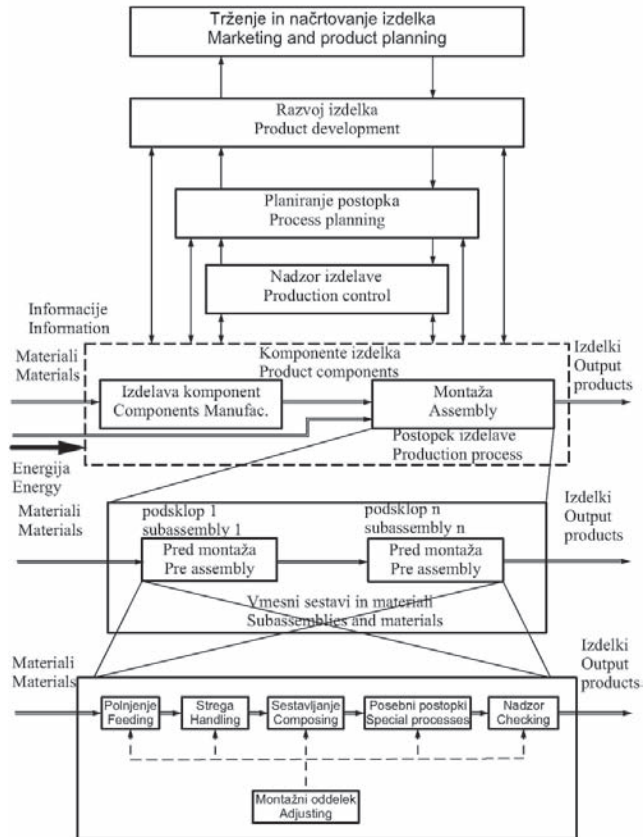 Trženje in načrtovanje izdelka
Marketing and product planning
Razvoj izdelka
Product development
Planiranje postopka
Process planning
Nadzor izdelave
Production control
Informacije
Information
Materiali
Materials
Komponente izdelka
Product components
Izdelki
Output
products
Izdelava komponent
Components Manufac.
Montaža
Assembly
Postopek izdelave
Production process
Energija
Energy
Materiali
Materials
podsklop 1
subassembly 1
podsklop n
subassembly n
Izdelki
Output
products
Pred montaža
Pre assembly
Pred montaža
Pre assembly
Vmesni sestavi in materiali
Subassemblies and materials
Materiali
Materials
Izdelki
Output
products
Polnjenje
Feeding
Strega
Handling
Sestavljanje
Composing
Posebni postopki
Special processes
Nadzor
Checking
Montažni oddelek
Adjusting